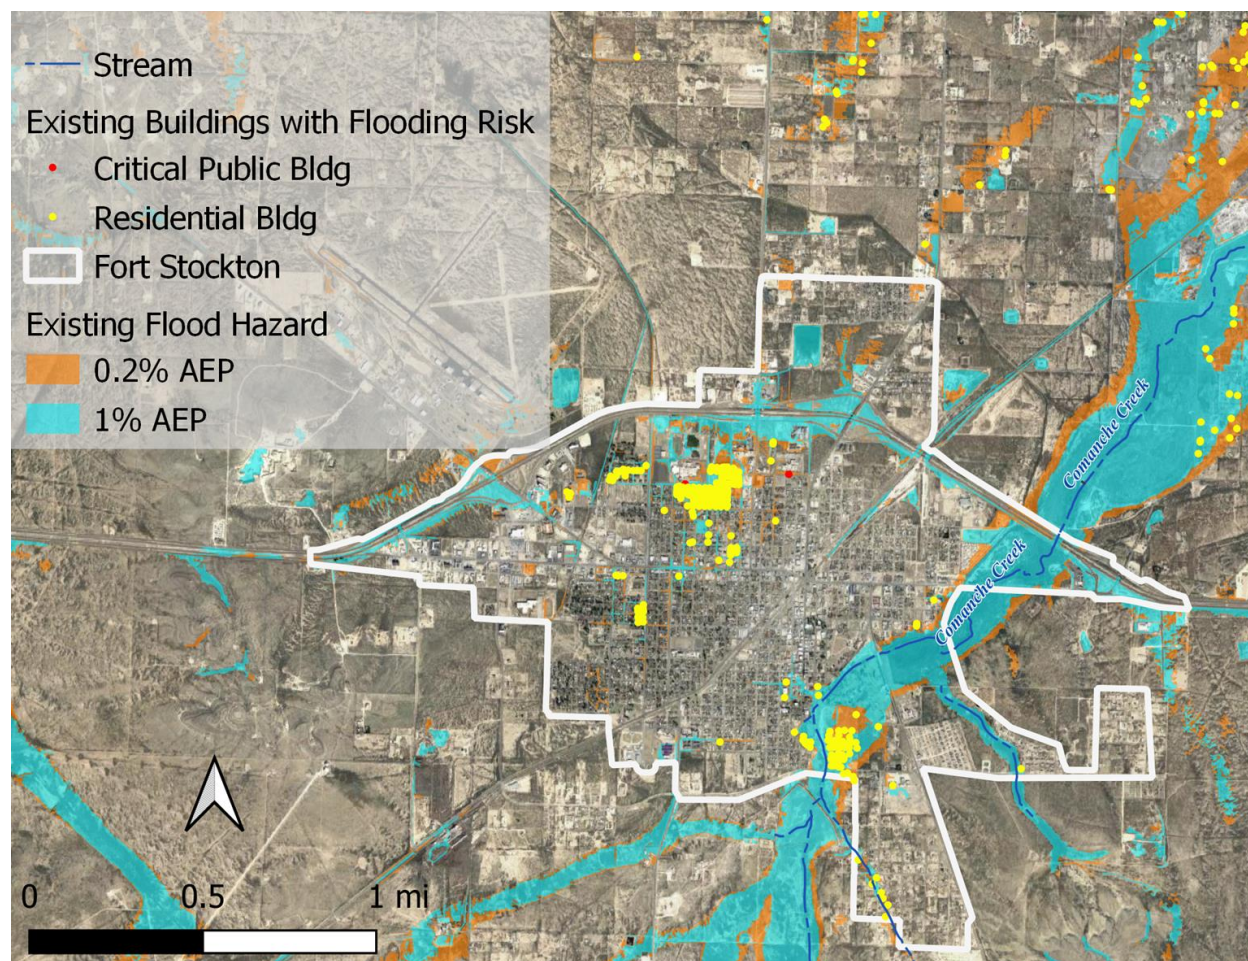 Stream
Existing Buildings with Flooding Risk
Critical Public Bldg
Residential Bldg
Fort Stockton
Existing Flood Hazard
0.2% AEP
1% AEP
Comanche Creek
Comanche Creek
0 0.5 1 mi